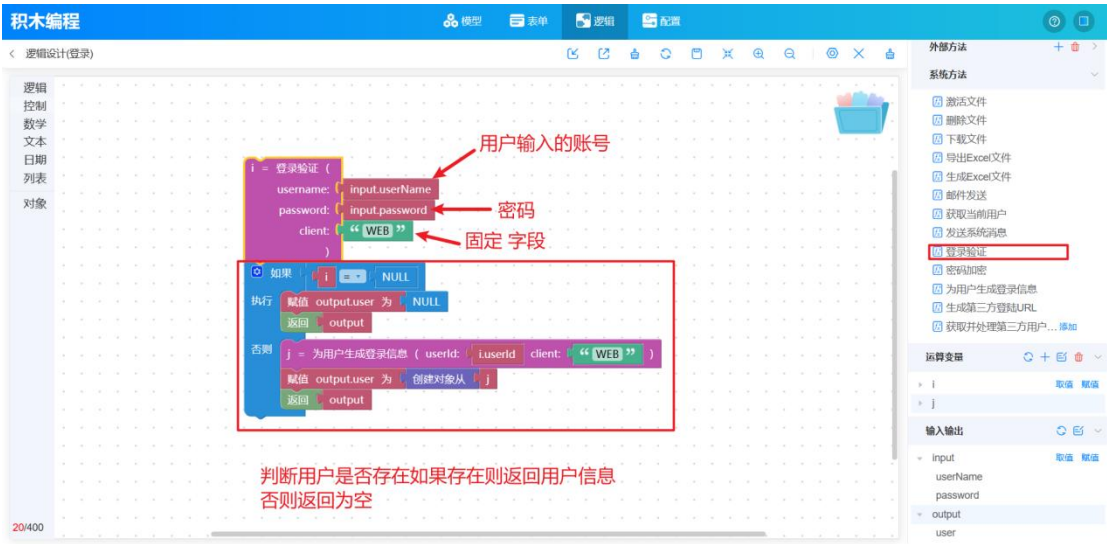 积木编程
模型 表单 逻辑 配置
逻辑设计(登录)
逻辑
控制
数学
文本
日期
列表
对象
用户输入的账号
i = 登录验证 (
username: input.userName
password: input.password
密码
client: “ WEB ”
固定 字段
)
如果 i = NULL
执行 赋值 output.user 为 NULL
返回 output
否则 j = 为用户生成登录信息 ( userId: i.userId client: “ WEB ” )
赋值 output.user 为 创建对象从 j
返回 output
判断用户是否存在如果存在则返回用户信息
否则返回为空
20/400
外部方法
系统方法
激活文件
删除文件
下载文件
导出Excel文件
生成Excel文件
邮件发送
获取当前用户
发送系统消息
登录验证
密码加密
为用户生成登录信息
生成第三方登陆URL
获取并处理第三方用户... 添加
运算变量
i 取值 赋值
j
输入输出
input 取值 赋值
userName
password
output
user